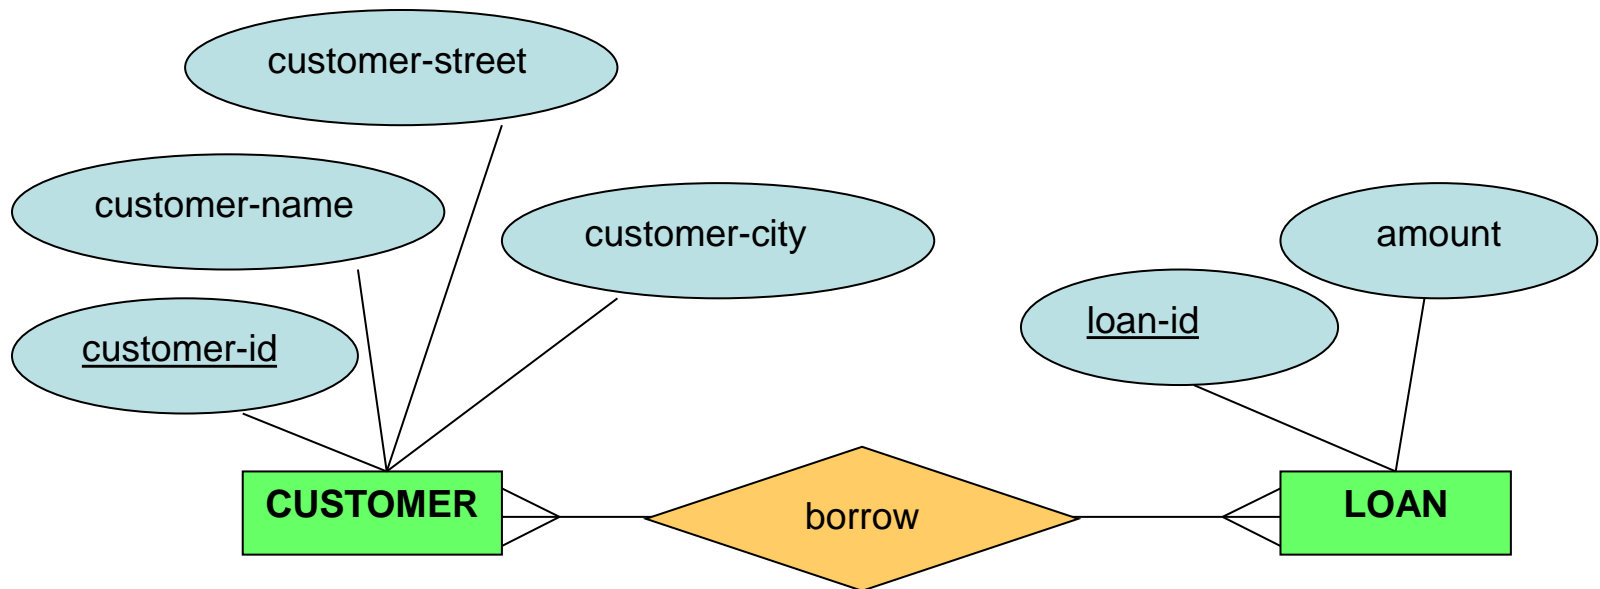 customer-street
customer-name
customer-city
amount
loan-id
customer-id
CUSTOMER
borrow
LOAN